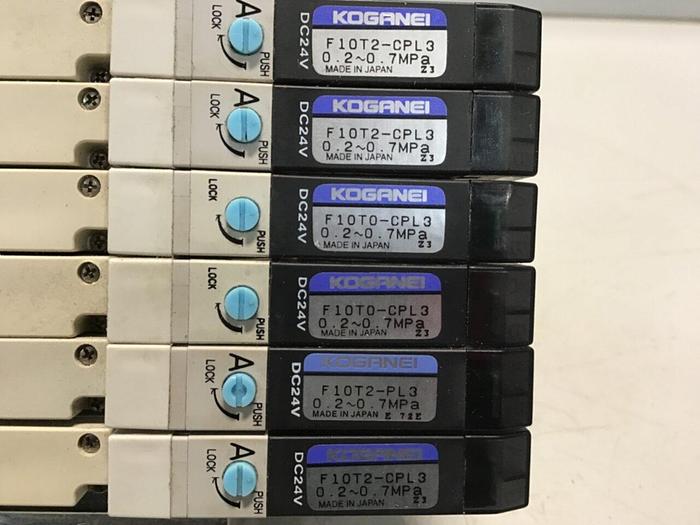 A
LOCK
PUSH
DC24V
KOGANEI
F10T2-CPL3
0.2~0.7MPa
MADE IN JAPAN Z3
A
LOCK
PUSH
DC24V
KOGANEI
F10T2-CPL3
0.2~0.7MPa
MADE IN JAPAN Z3
LOCK
PUSH
DC24V
KOGANEI
F10T0-CPL3
0.2~0.7MPa
MADE IN JAPAN Z3
LOCK
PUSH
DC24V
KOGANEI
F10T0-CPL3
0.2~0.7MPa
MADE IN JAPAN Z3
A
LOCK
PUSH
DC24V
KOGANEI
F10T2-PL3
0.2~0.7MPa
MADE IN JAPAN E 72E
A
LOCK
PUSH
DC24V
KOGANEI
F10T2-CPL3
0.2~0.7MPa
MADE IN JAPAN Z3